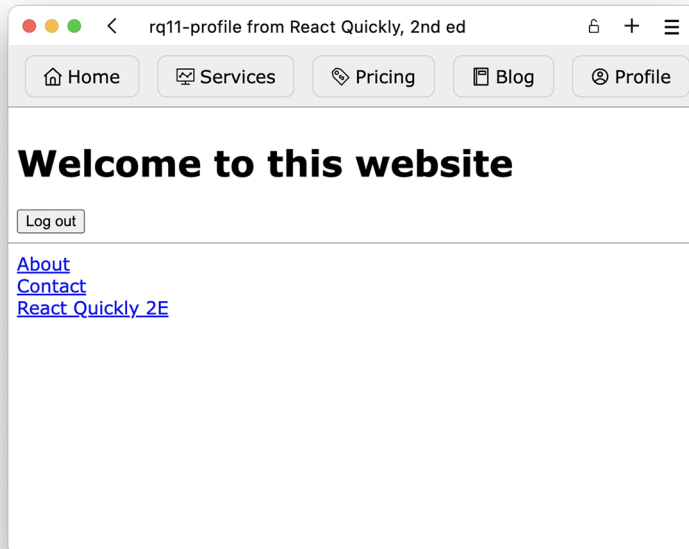 rq11-profile from React Quickly, 2nd ed
Home Services Pricing Blog Profile
Welcome to this website
Log out
About
Contact
React Quickly 2E